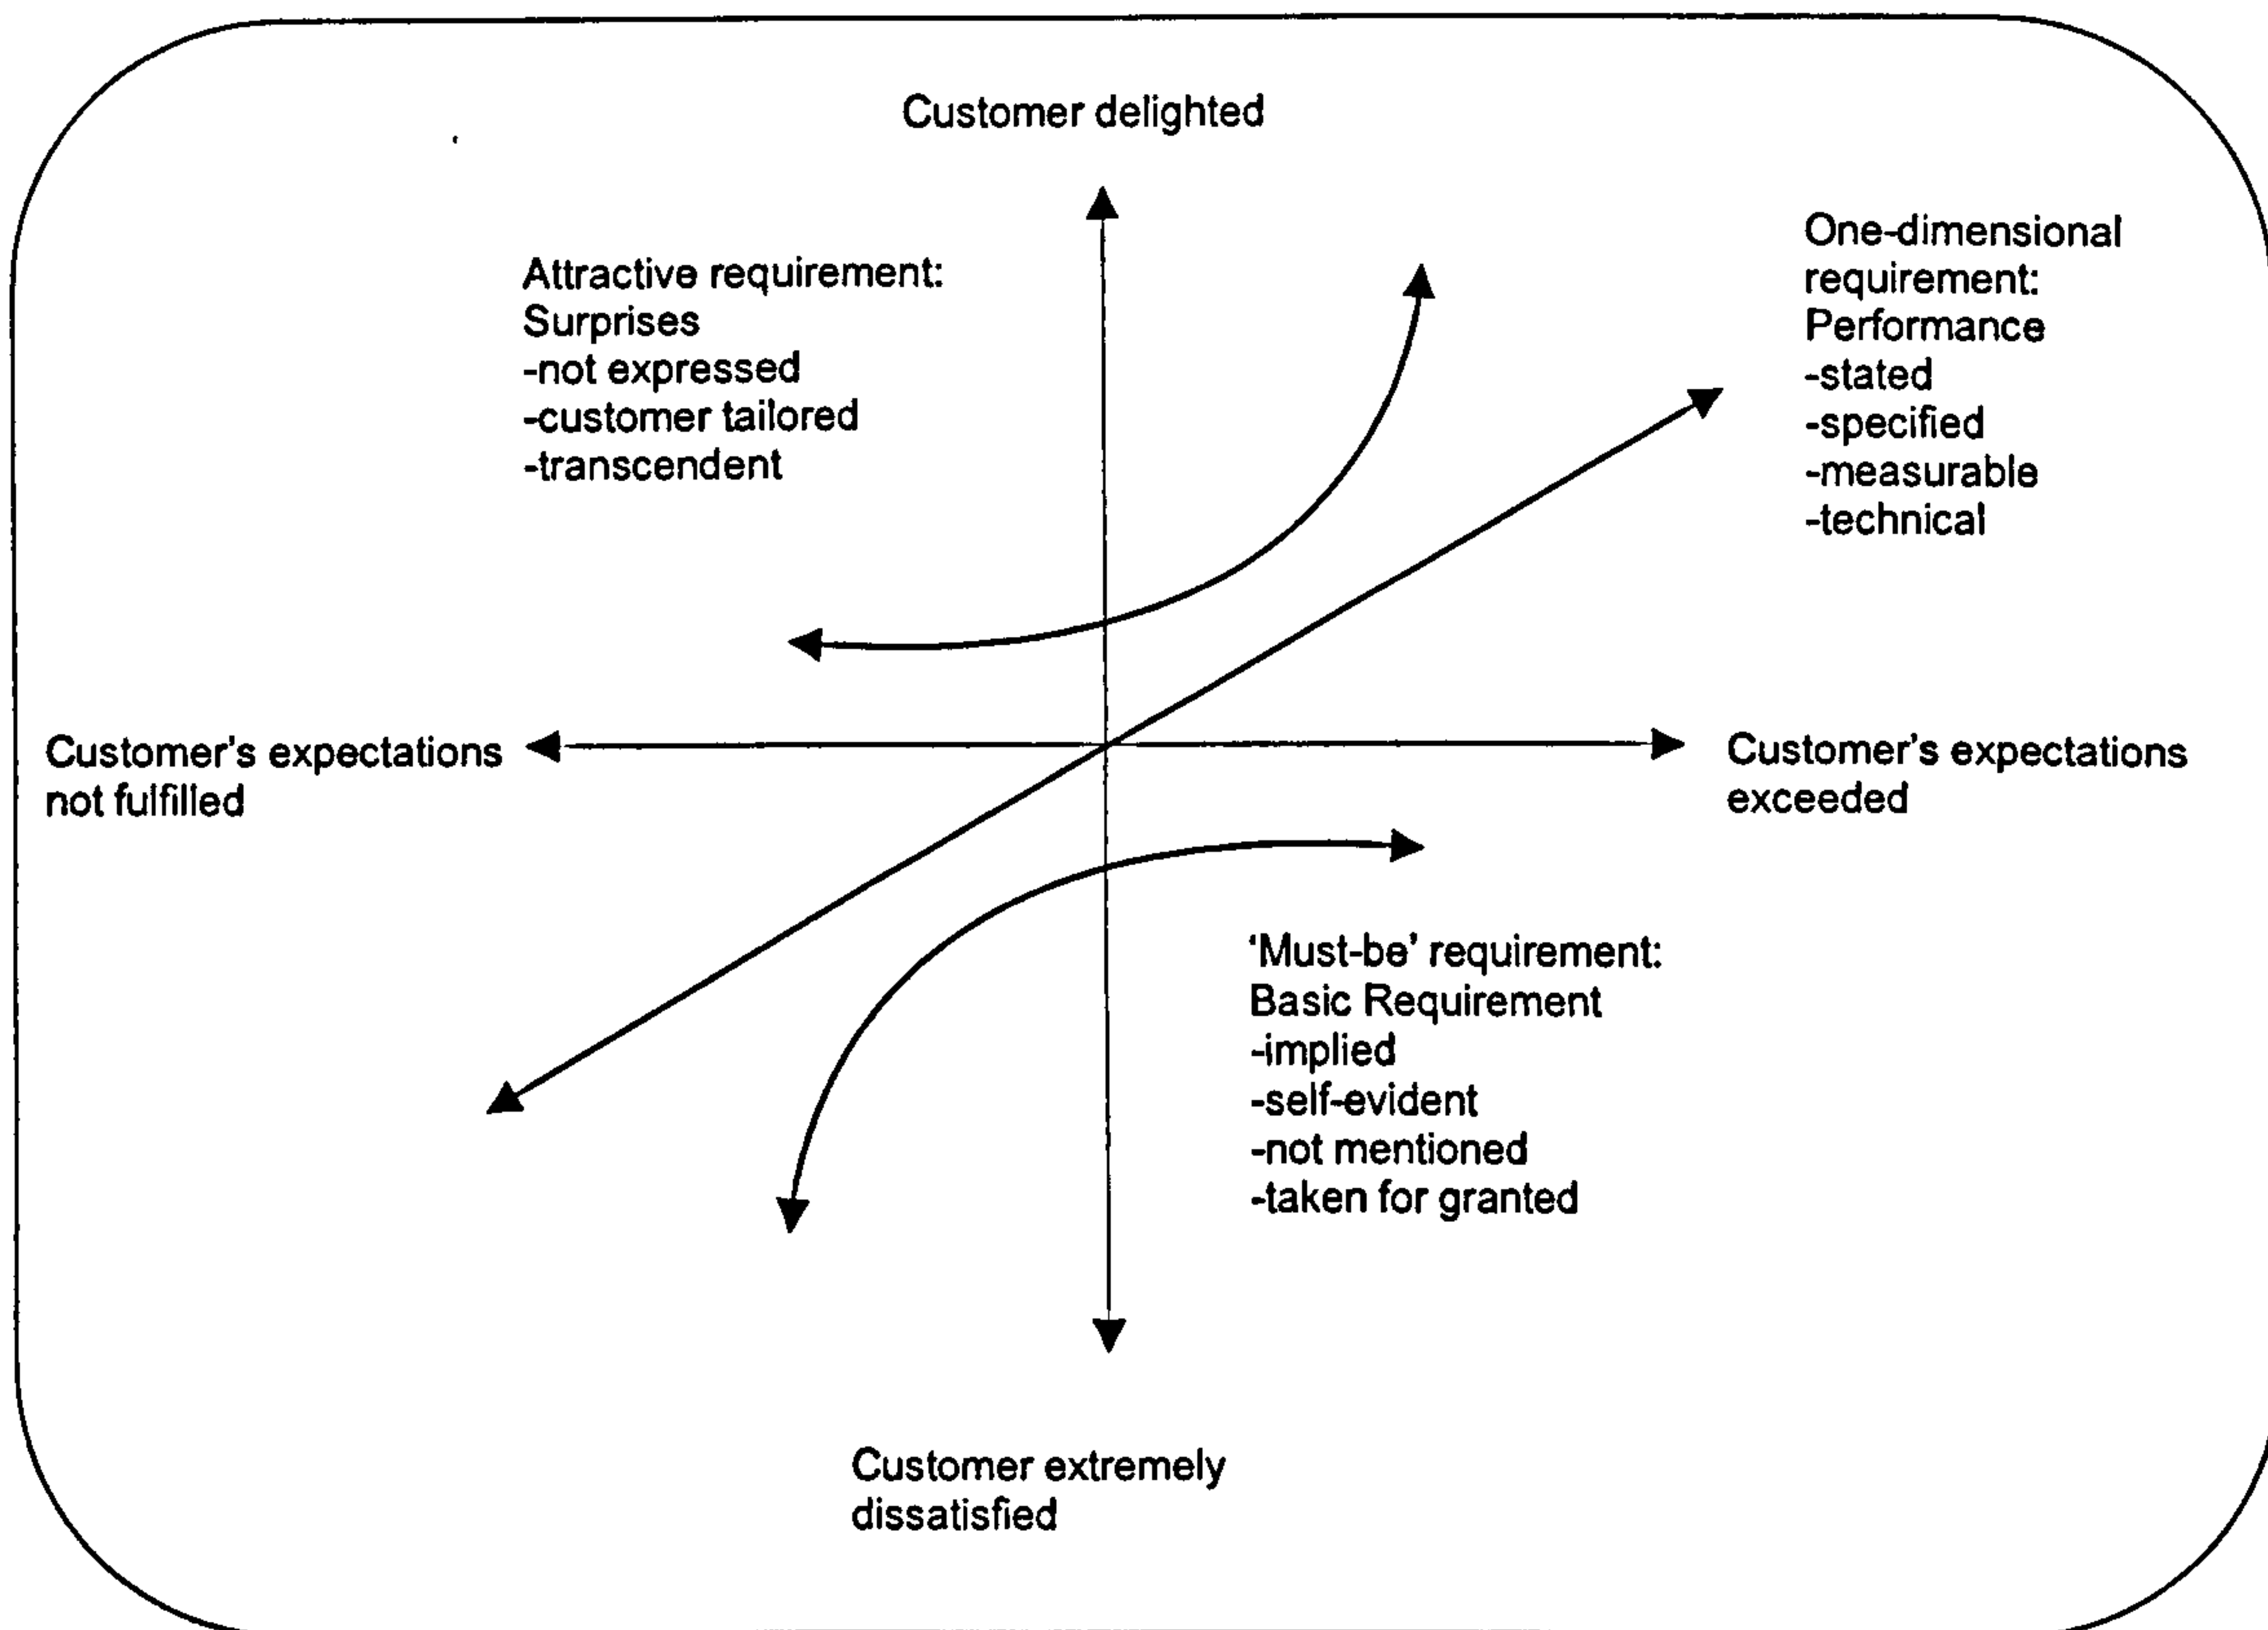 Customer delighted
Attractive requirement:
Surprises
-not expressed
-customer tailored
-transcendent
One-dimensional
requirement:
Performance
-stated
-specified
-measurable
-technical
Customer's expectations
not fulfilled
Customer's expectations
exceeded
'Must-be' requirement:
Basic Requirement
-implied
-self-evident
-not mentioned
-taken for granted
Customer extremely
dissatisfied